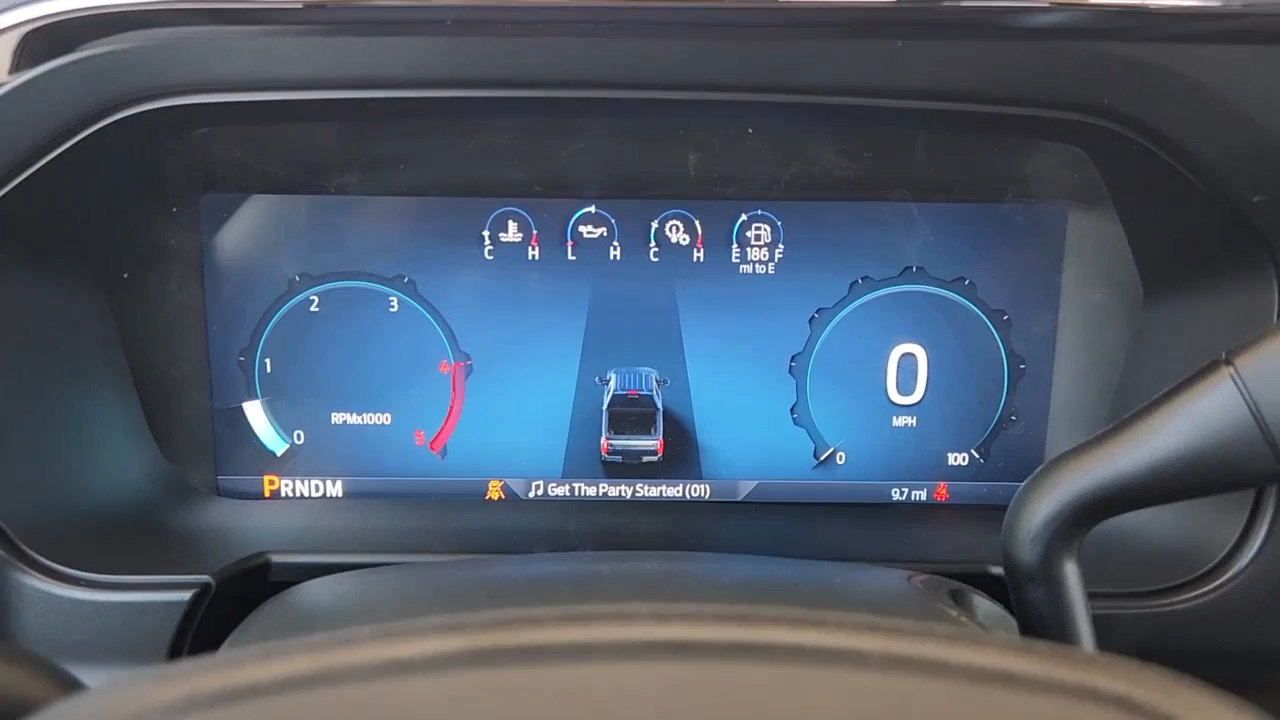 C H L H C H E 186 F
mi to E
2 3
1 4
0 5
RPMx1000
0
MPH
0 100
PRNDM
Get The Party Started (01)
9.7 mi
4